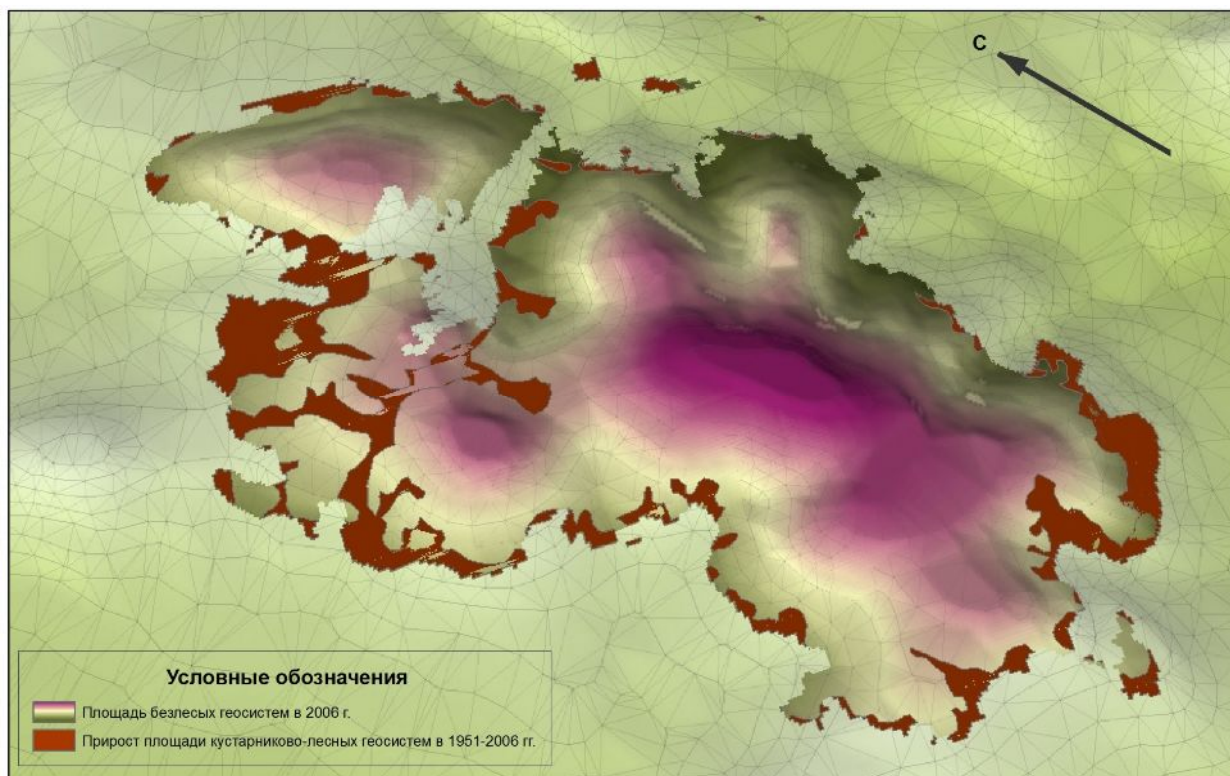 С
Условные обозначения
Площадь безлесых геосистем в 2006 г.
Прирост площади кустарниково-лесных геосистем в 1951-2006 гг.